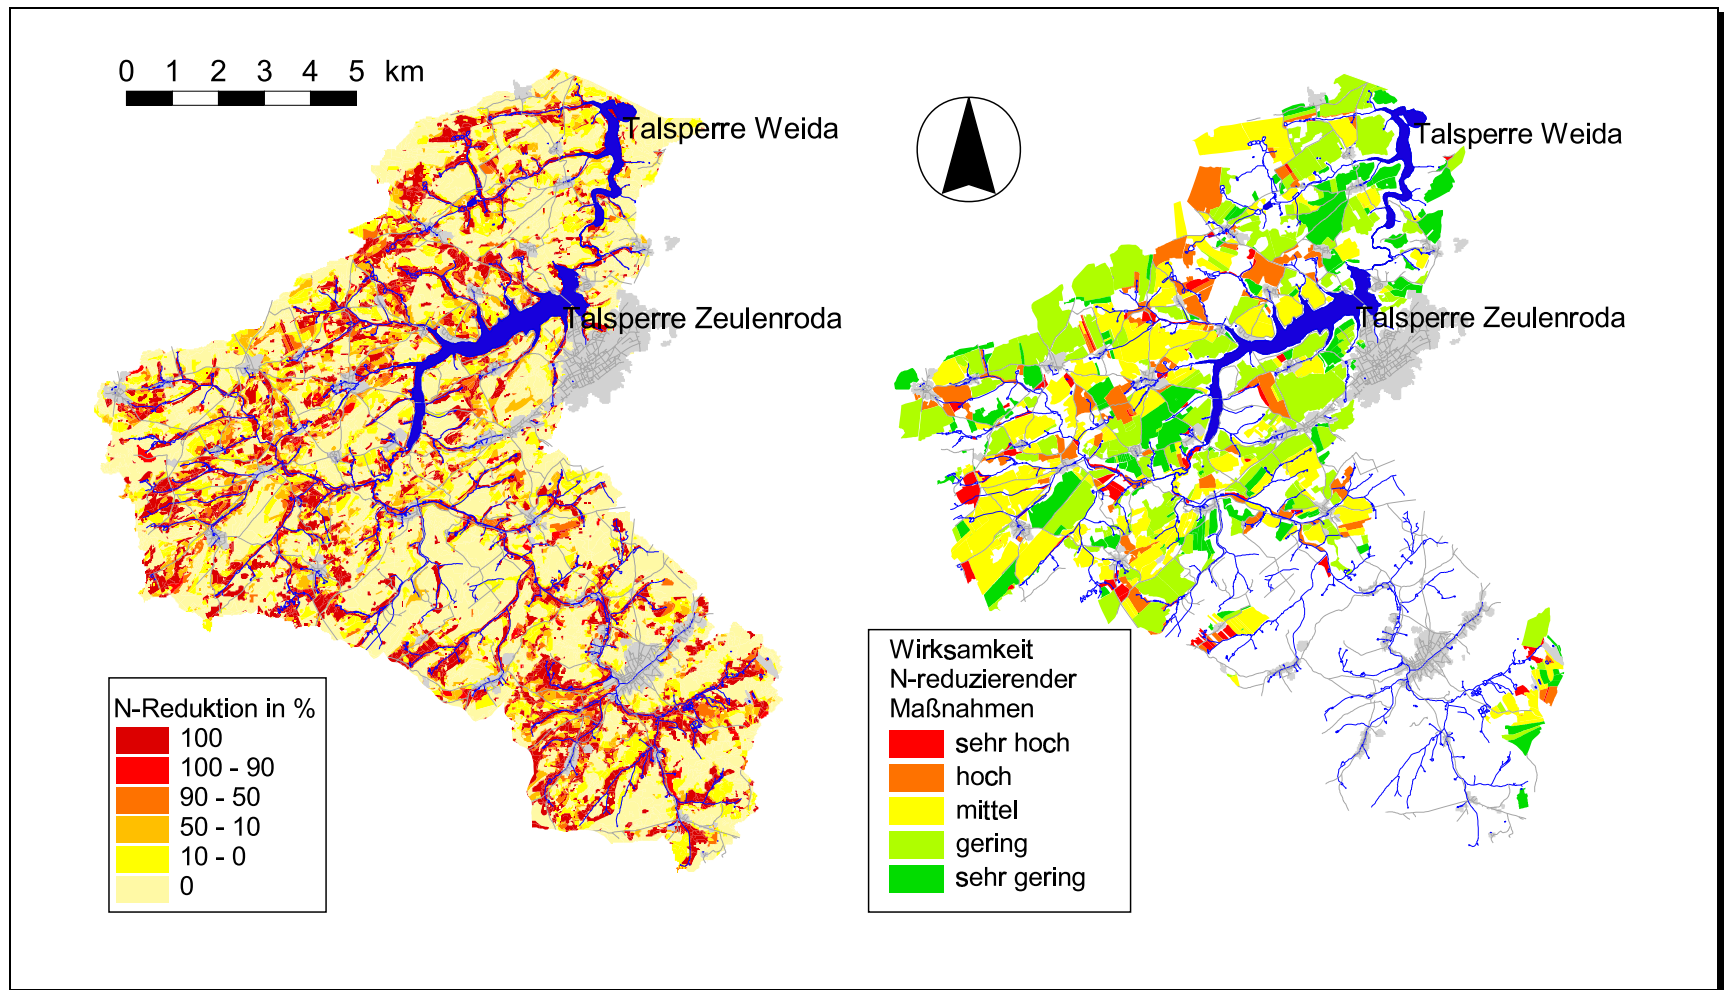 0 1 2 3 4 5 km
Talsperre Weida
Talsperre Zeulenroda
N-Reduktion in %
100
100 - 90
90 - 50
50 - 10
10 - 0
0
Talsperre Weida
Talsperre Zeulenroda
Wirksamkeit
N-reduzierender
Maßnahmen
sehr hoch
hoch
mittel
gering
sehr gering